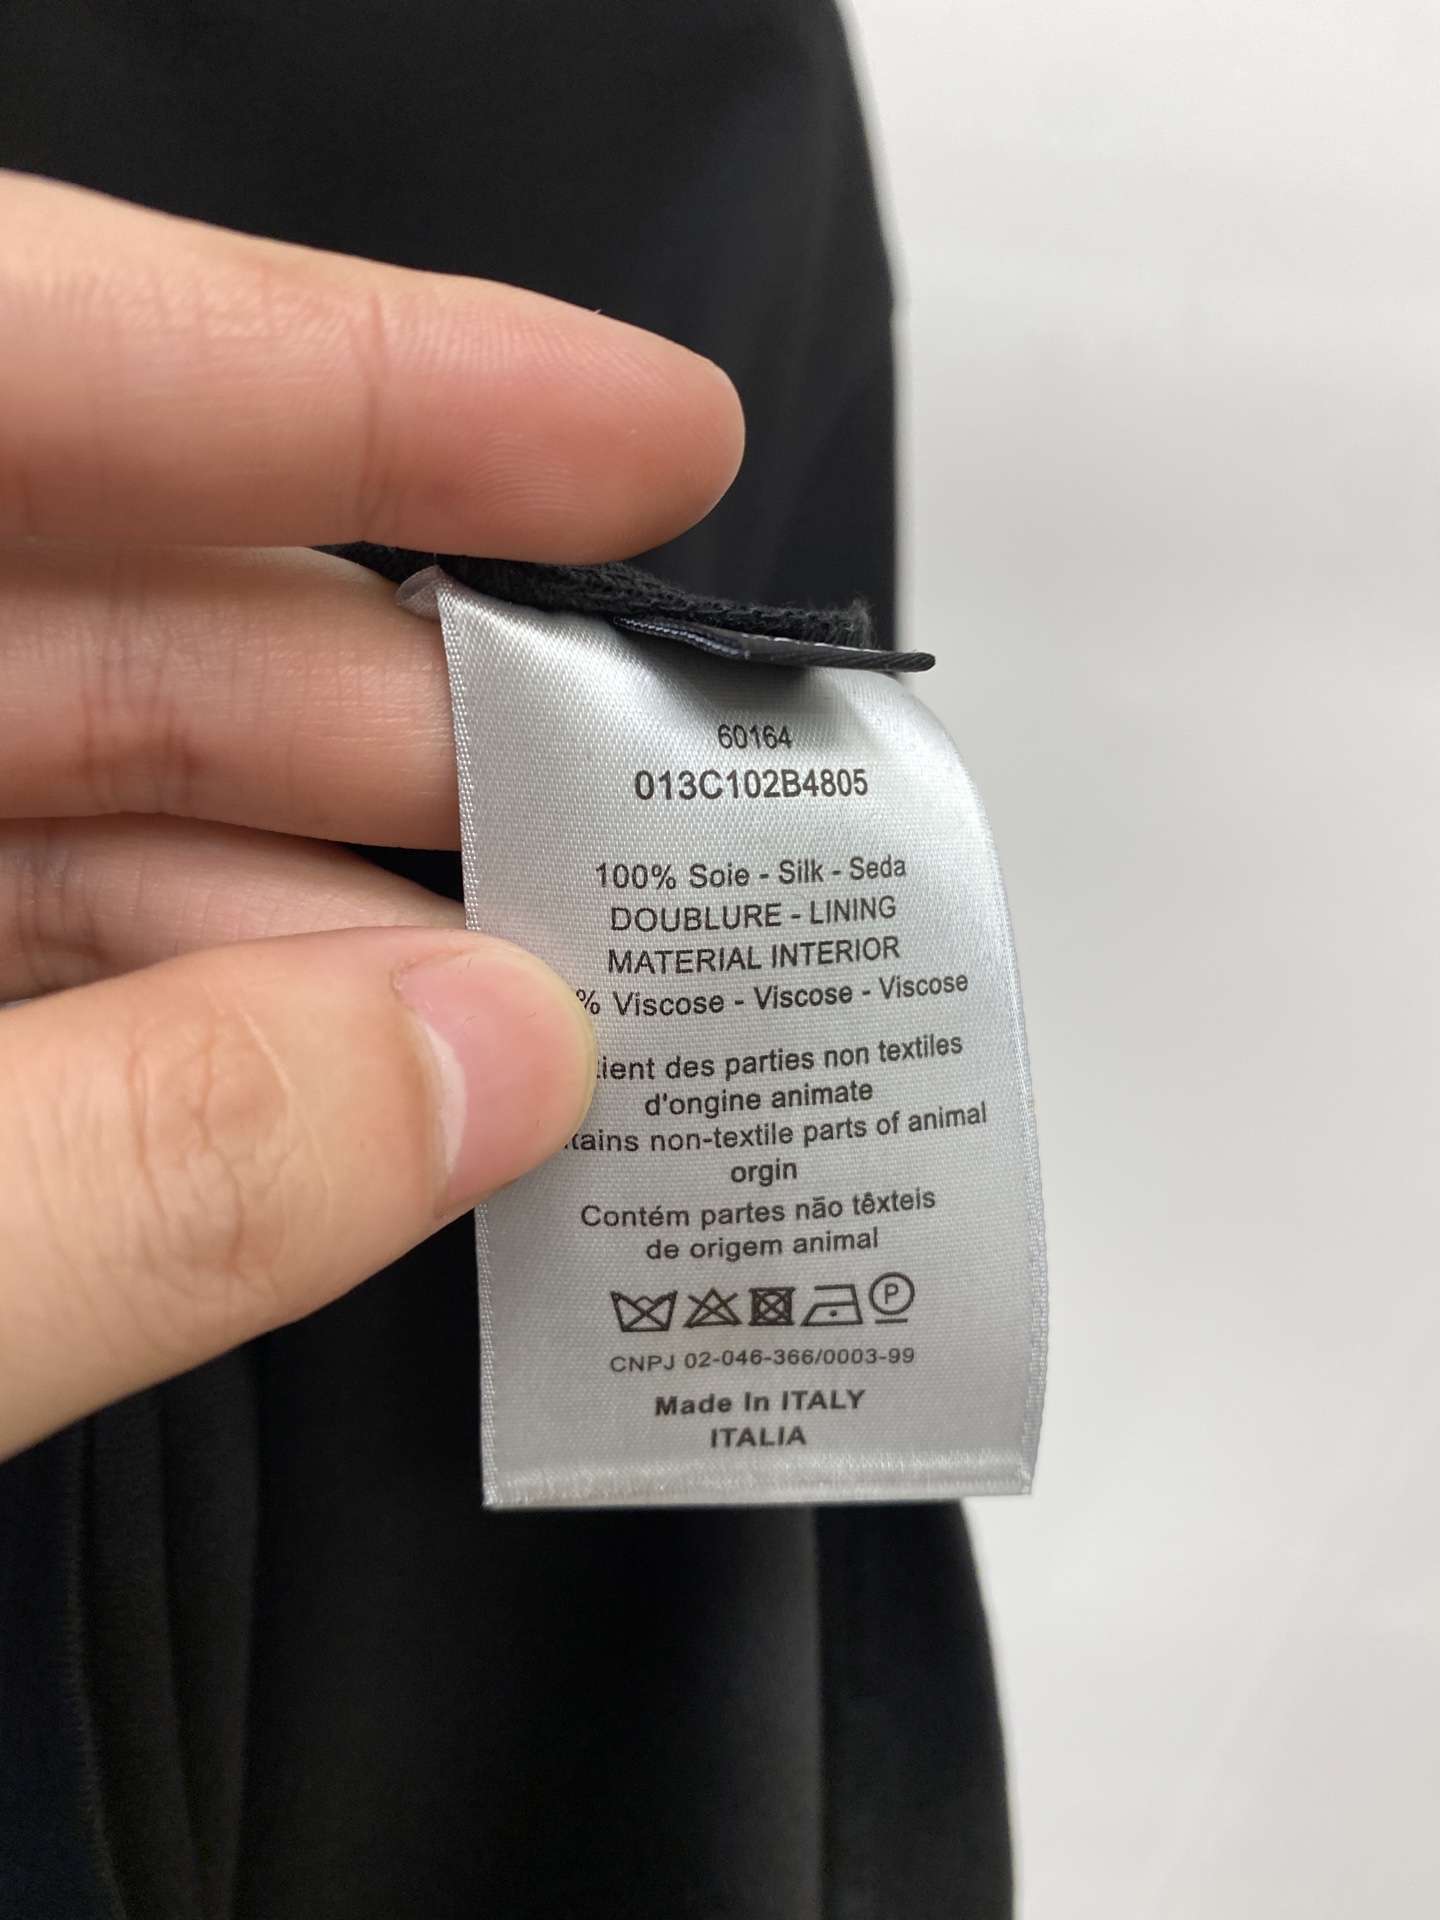 60164
013C102B4805
100% Soie - Silk - Seda
DOUBLURE - LINING
MATERIAL INTERIOR
% Viscose - Viscose - Viscose
des parties non textiles
d'ongine animate
non-textile parts of animal
orgin
Contém partes não têxteis
de origem animal
P
CNPJ 02-046-366/0003-99
Made In ITALY
ITALIA